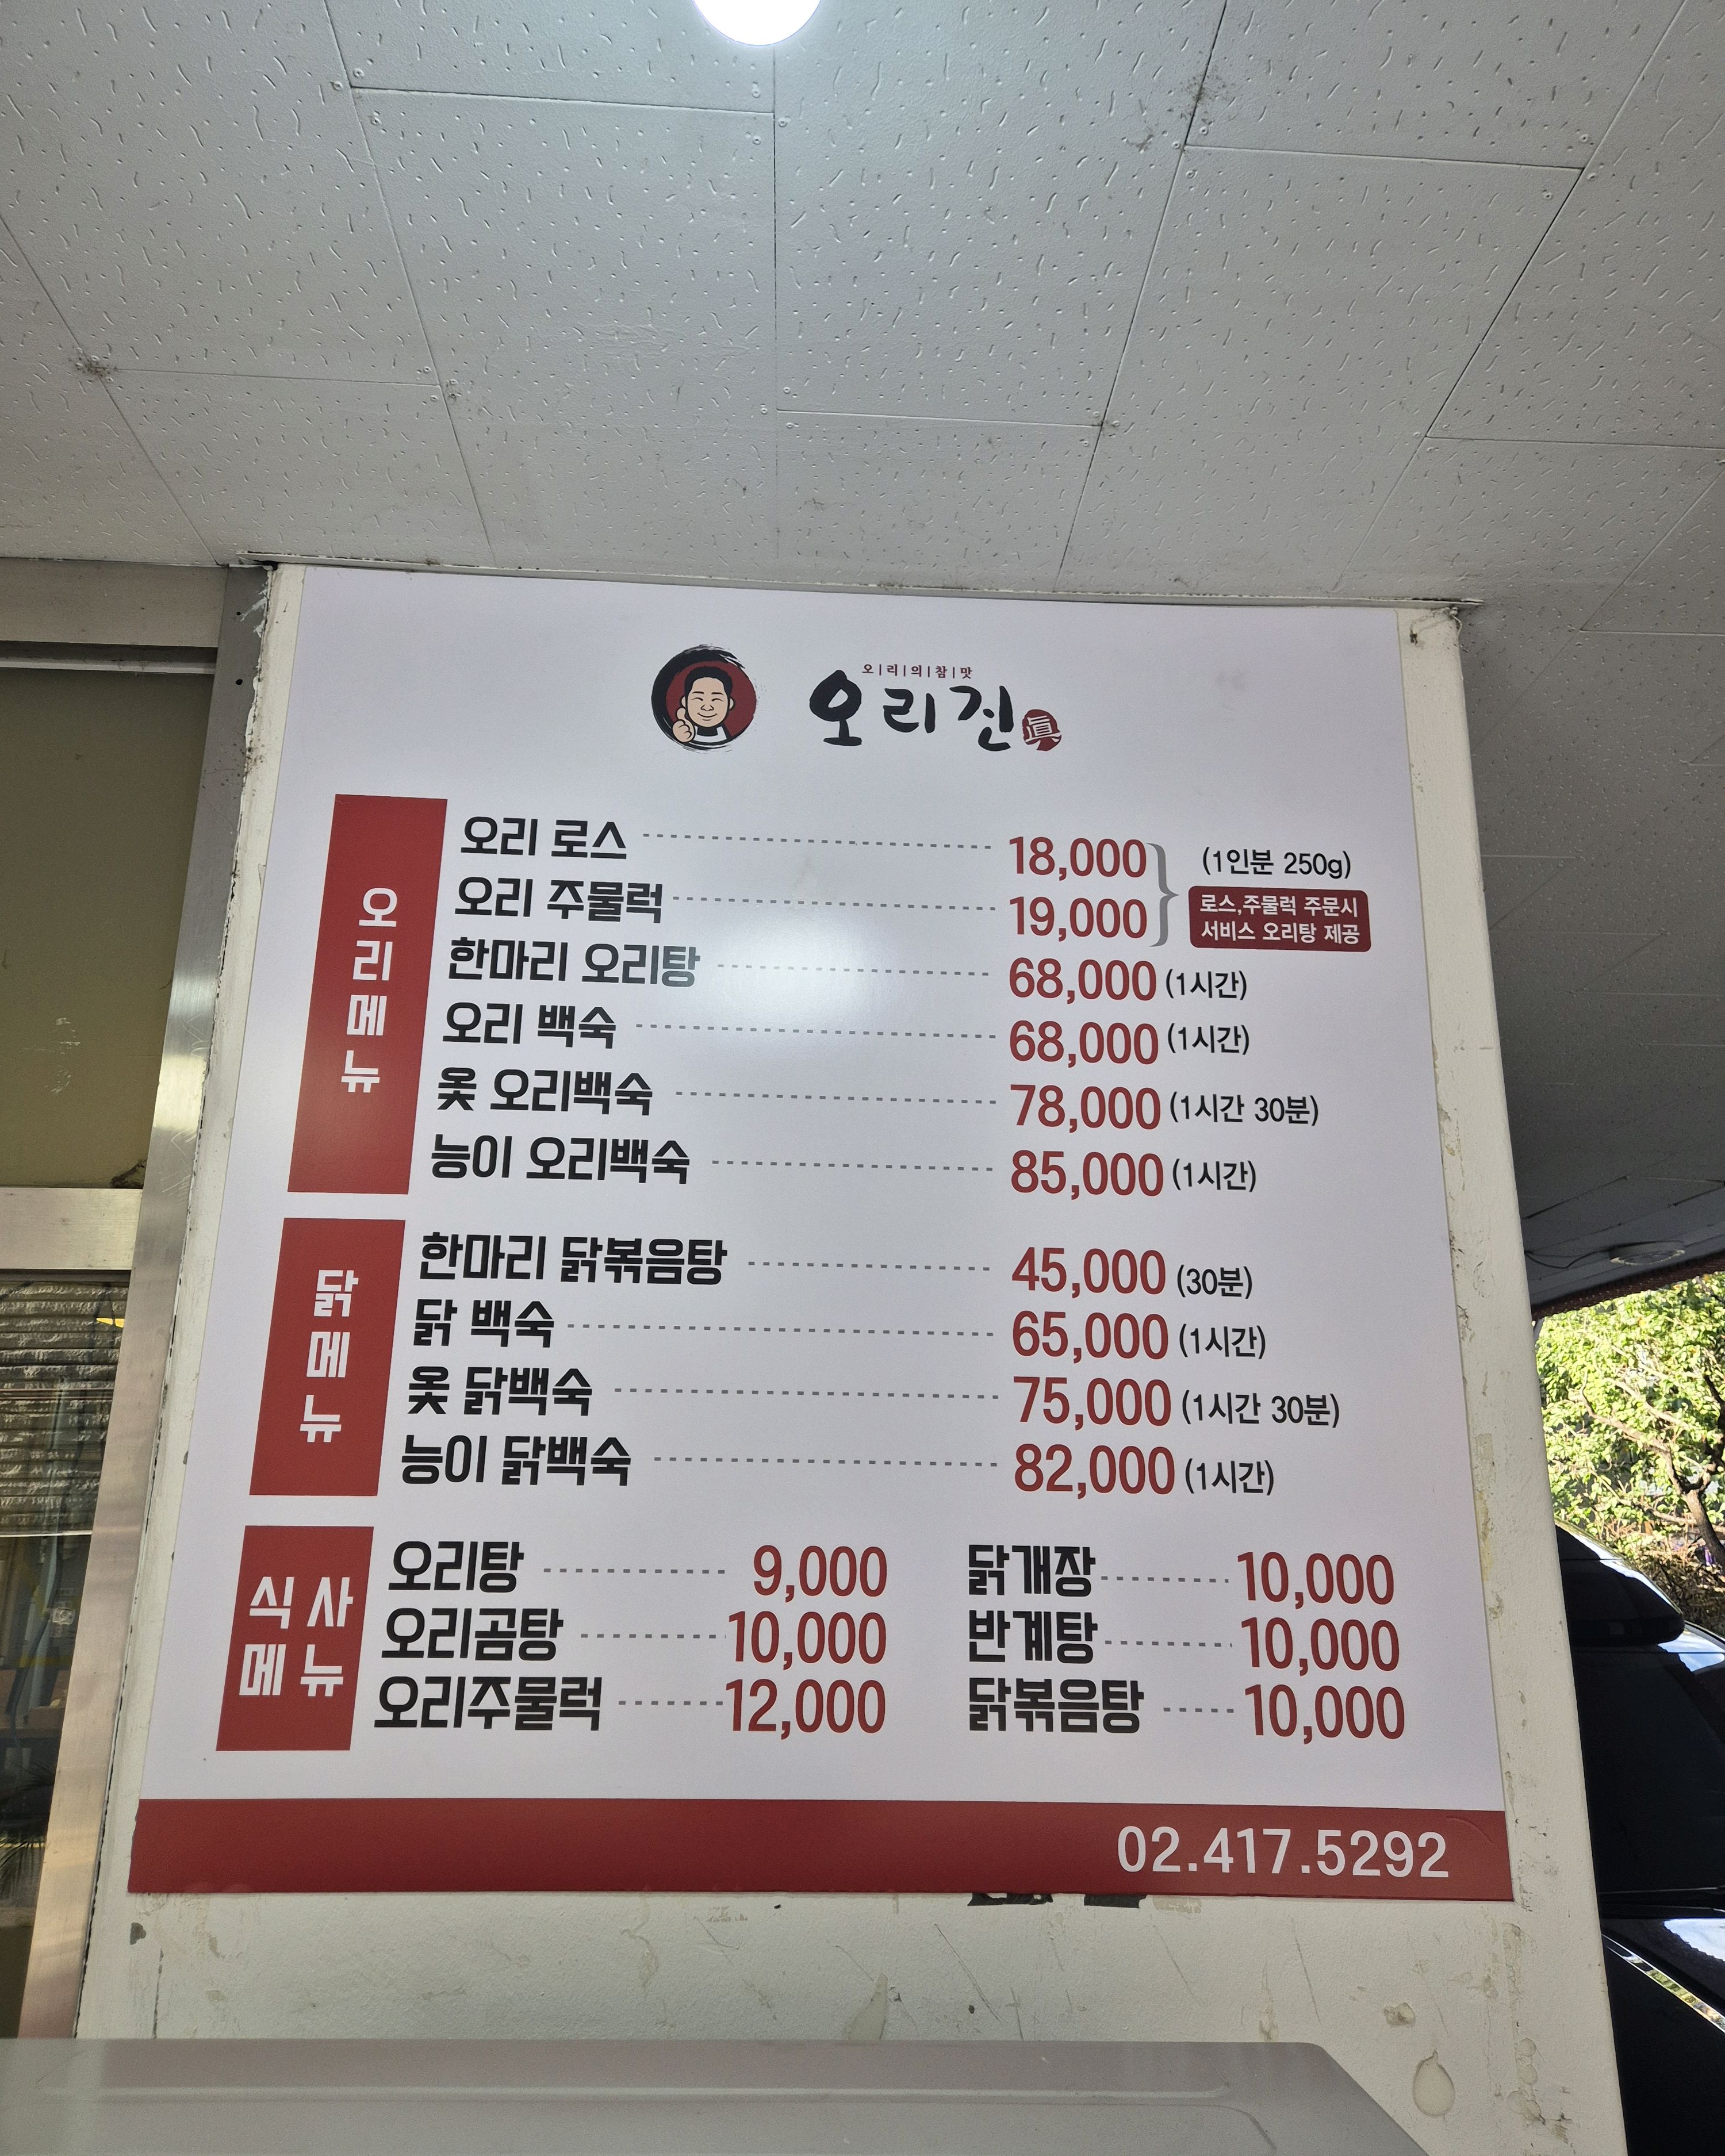 오|리|의|참|맛
오리진 眞
오리메뉴
오리 로스 18,000 (1인분 250g)
오리 주물럭 19,000
로스,주물럭 주문시
서비스 오리탕 제공
한마리 오리탕 68,000 (1시간)
오리 백숙 68,000 (1시간)
옻 오리백숙 78,000 (1시간 30분)
능이 오리백숙 85,000 (1시간)
닭메뉴
한마리 닭볶음탕 45,000 (30분)
닭 백숙 65,000 (1시간)
옻 닭백숙 75,000 (1시간 30분)
능이 닭백숙 82,000 (1시간)
식사
메뉴
오리탕 9,000 닭개장 10,000
오리곰탕 10,000 반계탕 10,000
오리주물럭 12,000 닭볶음탕 10,000
02.417.5292